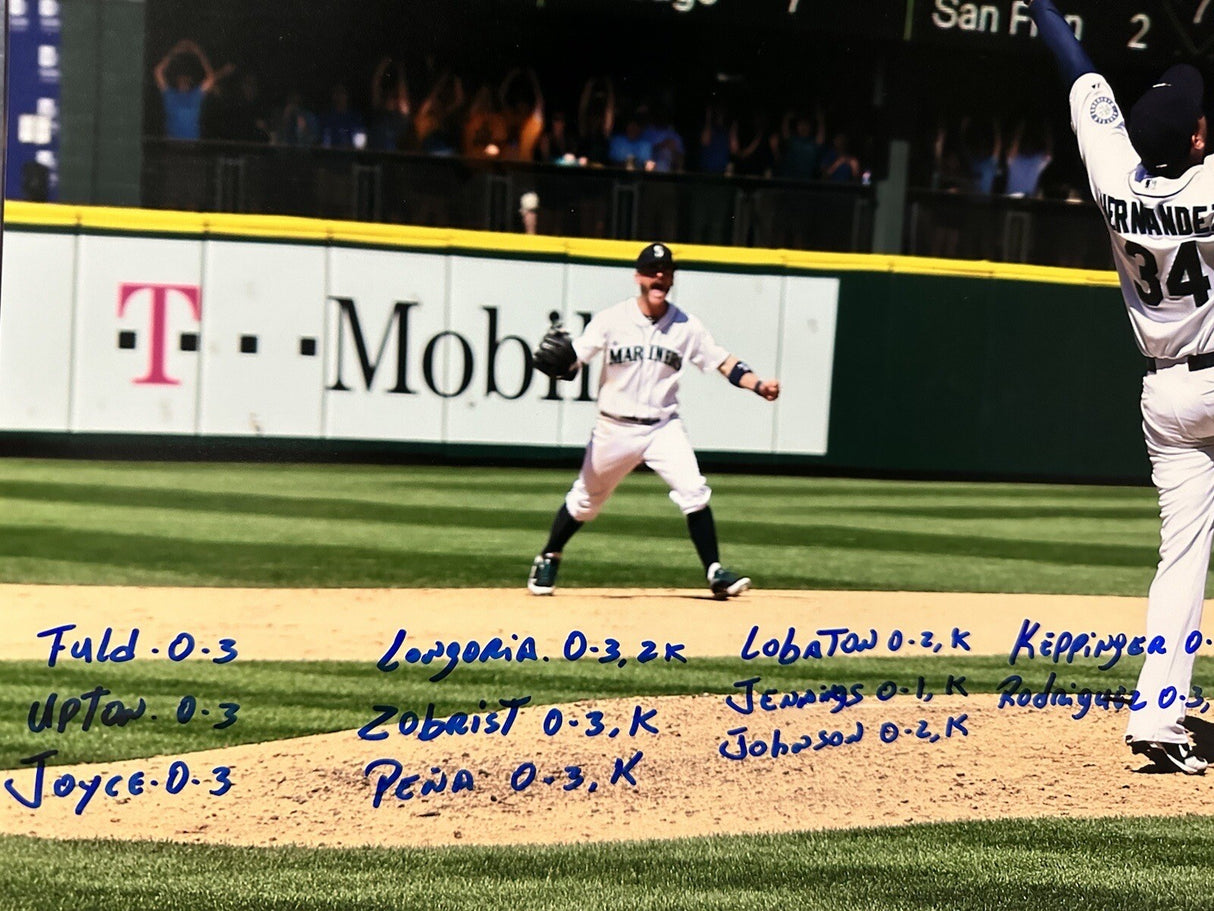 San Fran 2
HERNANDEZ
34
T Mobil
S
MARINERS
Fuld . 0-3
Longoria. 0-3, 2K
Lobaton 0-2, K
Keppinger 0-
Upton. 0-3
Zobrist 0-3, K
Jennings 0-1, K
Rodriguez 0-3,
Joyce. 0-3
Peña 0-3, K
Johnson 0-2, K